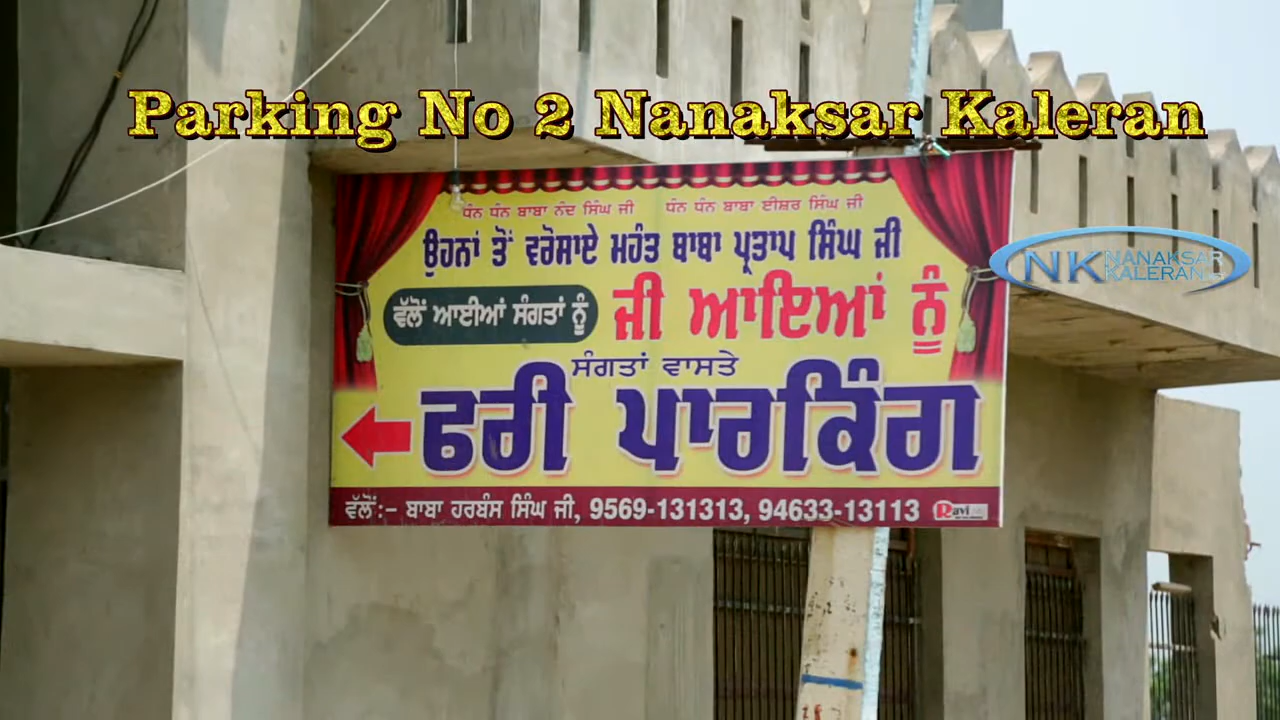 Parking No 2 Nanaksar Kaleran
ਧੰਨ ਧੰਨ ਬਾਬਾ ਨੰਦ ਸਿੰਘ ਜੀ ਧੰਨ ਧੰਨ ਬਾਬਾ ਈਸ਼ਰ ਸਿੰਘ ਜੀ
ਉਹਨਾਂ ਤੋਂ ਵਰੋਸਾਏ ਮਹੰਤ ਬਾਬਾ ਪ੍ਰਤਾਪ ਸਿੰਘ ਜੀ
NK NANAKSAR
KALERAN
ਵੱਲੋਂ ਆਈਆਂ ਸੰਗਤਾਂ ਨੂੰ ਜੀ ਆਇਆਂ ਨੂੰ
ਸੰਗਤਾਂ ਵਾਸਤੇ
ਫਰੀ ਪਾਰਕਿੰਗ
ਵੱਲੋਂ:- ਬਾਬਾ ਹਰਬੰਸ ਸਿੰਘ ਜੀ, 9569-131313, 94633-13113 Ravi